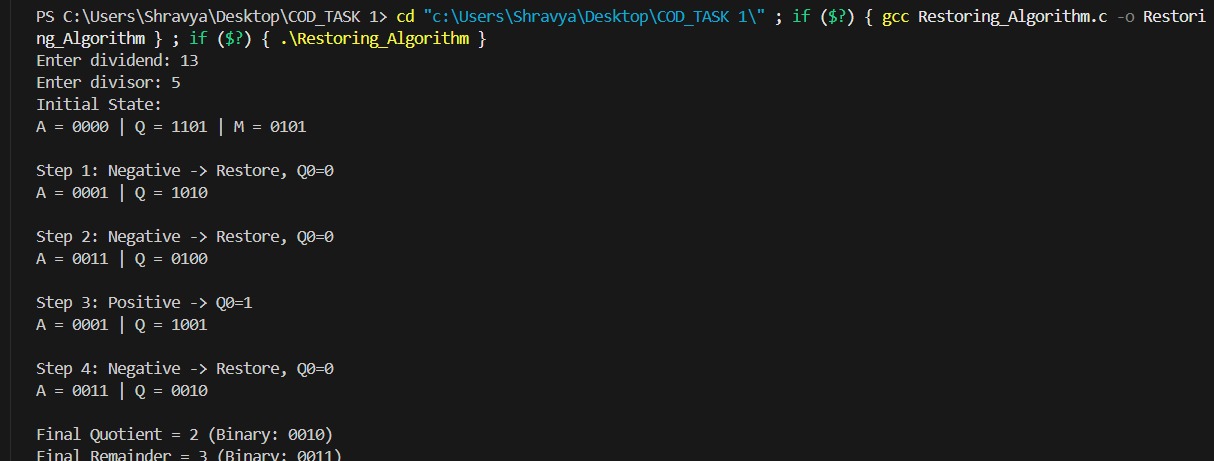 PS C:\Users\Shravya\Desktop\COD_TASK 1> cd "c:\Users\Shravya\Desktop\COD_TASK 1\" ; if ($?) { gcc Restoring_Algorithm.c -o Restori
ng_Algorithm } ; if ($?) { .\Restoring_Algorithm }
Enter dividend: 13
Enter divisor: 5
Initial State:
A = 0000 | Q = 1101 | M = 0101
Step 1: Negative -> Restore, Q0=0
A = 0001 | Q = 1010
Step 2: Negative -> Restore, Q0=0
A = 0011 | Q = 0100
Step 3: Positive -> Q0=1
A = 0001 | Q = 1001
Step 4: Negative -> Restore, Q0=0
A = 0011 | Q = 0010
Final Quotient = 2 (Binary: 0010)
Final Remainder = 3 (Binary: 0011)